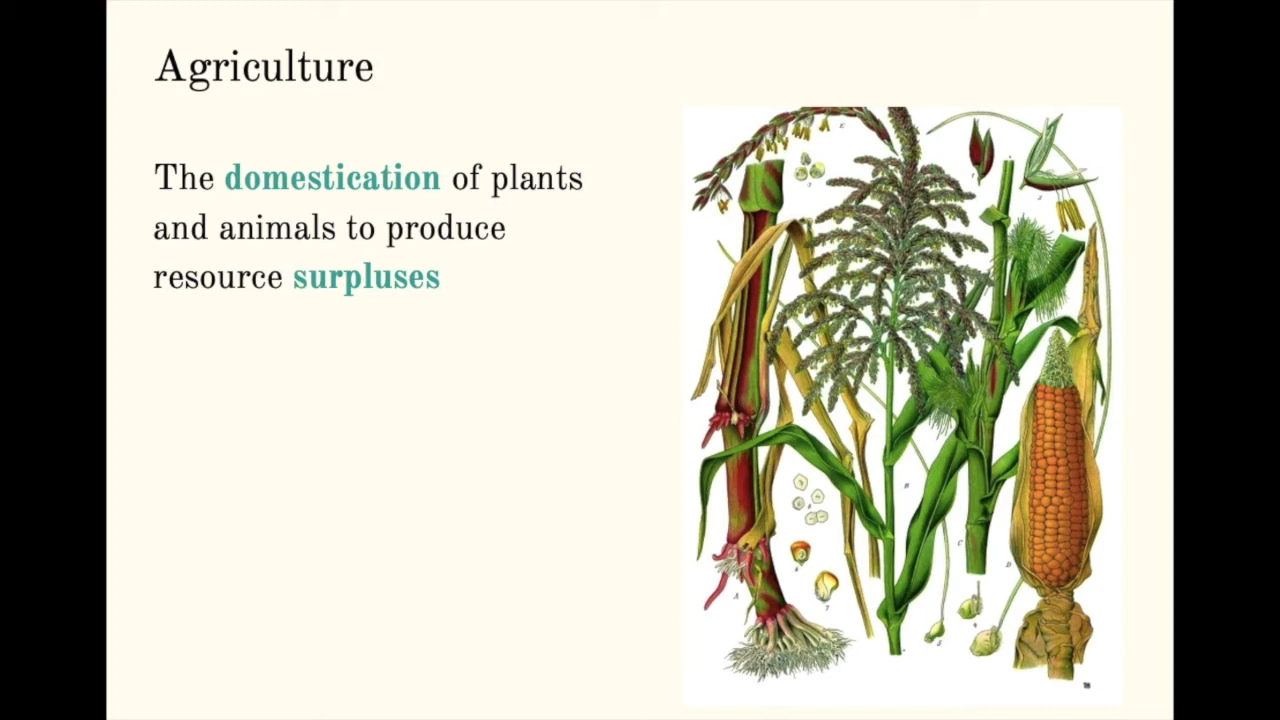 Agriculture
The domestication of plants
and animals to produce
resource surpluses